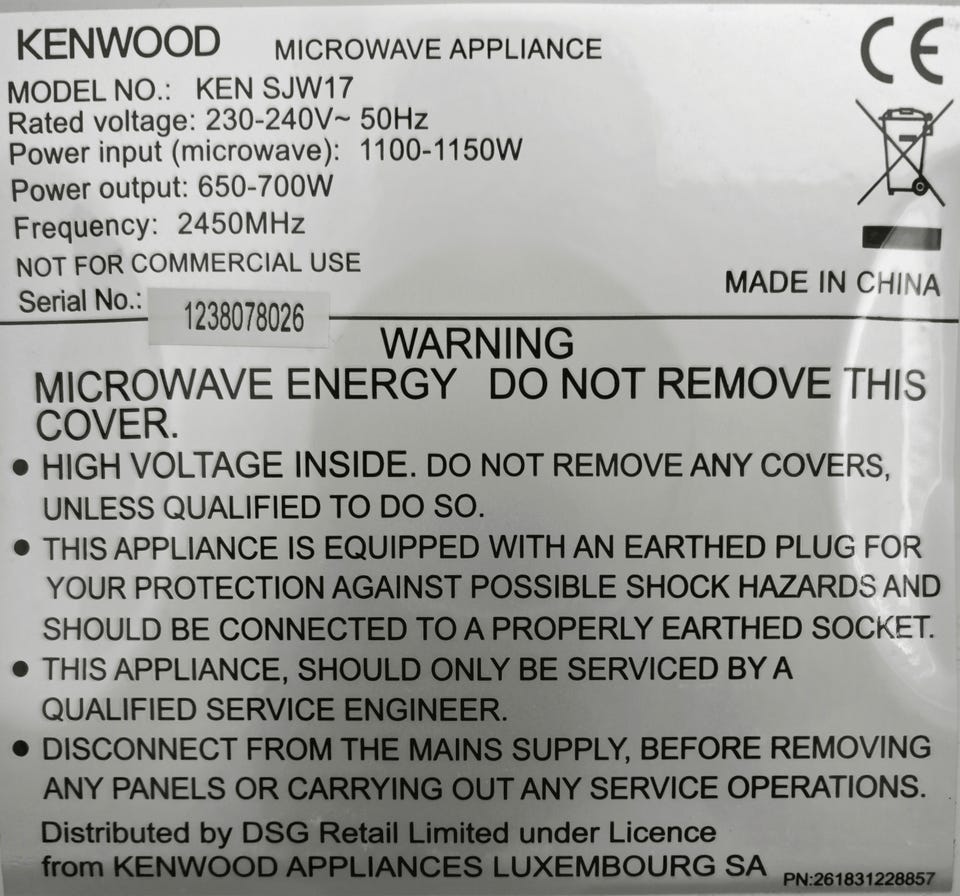 KENWOOD MICROWAVE APPLIANCE
CE
MODEL NO.: KEN SJW17
Rated voltage: 230-240V~ 50Hz
Power input (microwave): 1100-1150W
Power output: 650-700W
Frequency: 2450MHz
NOT FOR COMMERCIAL USE
MADE IN CHINA
Serial No.: 1238078026
WARNING
MICROWAVE ENERGY DO NOT REMOVE THIS
COVER.
● HIGH VOLTAGE INSIDE. DO NOT REMOVE ANY COVERS,
UNLESS QUALIFIED TO DO SO.
● THIS APPLIANCE IS EQUIPPED WITH AN EARTHED PLUG FOR
YOUR PROTECTION AGAINST POSSIBLE SHOCK HAZARDS AND
SHOULD BE CONNECTED TO A PROPERLY EARTHED SOCKET.
● THIS APPLIANCE, SHOULD ONLY BE SERVICED BY A
QUALIFIED SERVICE ENGINEER.
● DISCONNECT FROM THE MAINS SUPPLY, BEFORE REMOVING
ANY PANELS OR CARRYING OUT ANY SERVICE OPERATIONS.
Distributed by DSG Retail Limited under Licence
from KENWOOD APPLIANCES LUXEMBOURG SA
PN:261831228857